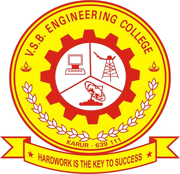 V.S.B. ENGINEERING COLLEGE
KARUR - 639 111
HARDWORK IS THE KEY TO SUCCESS